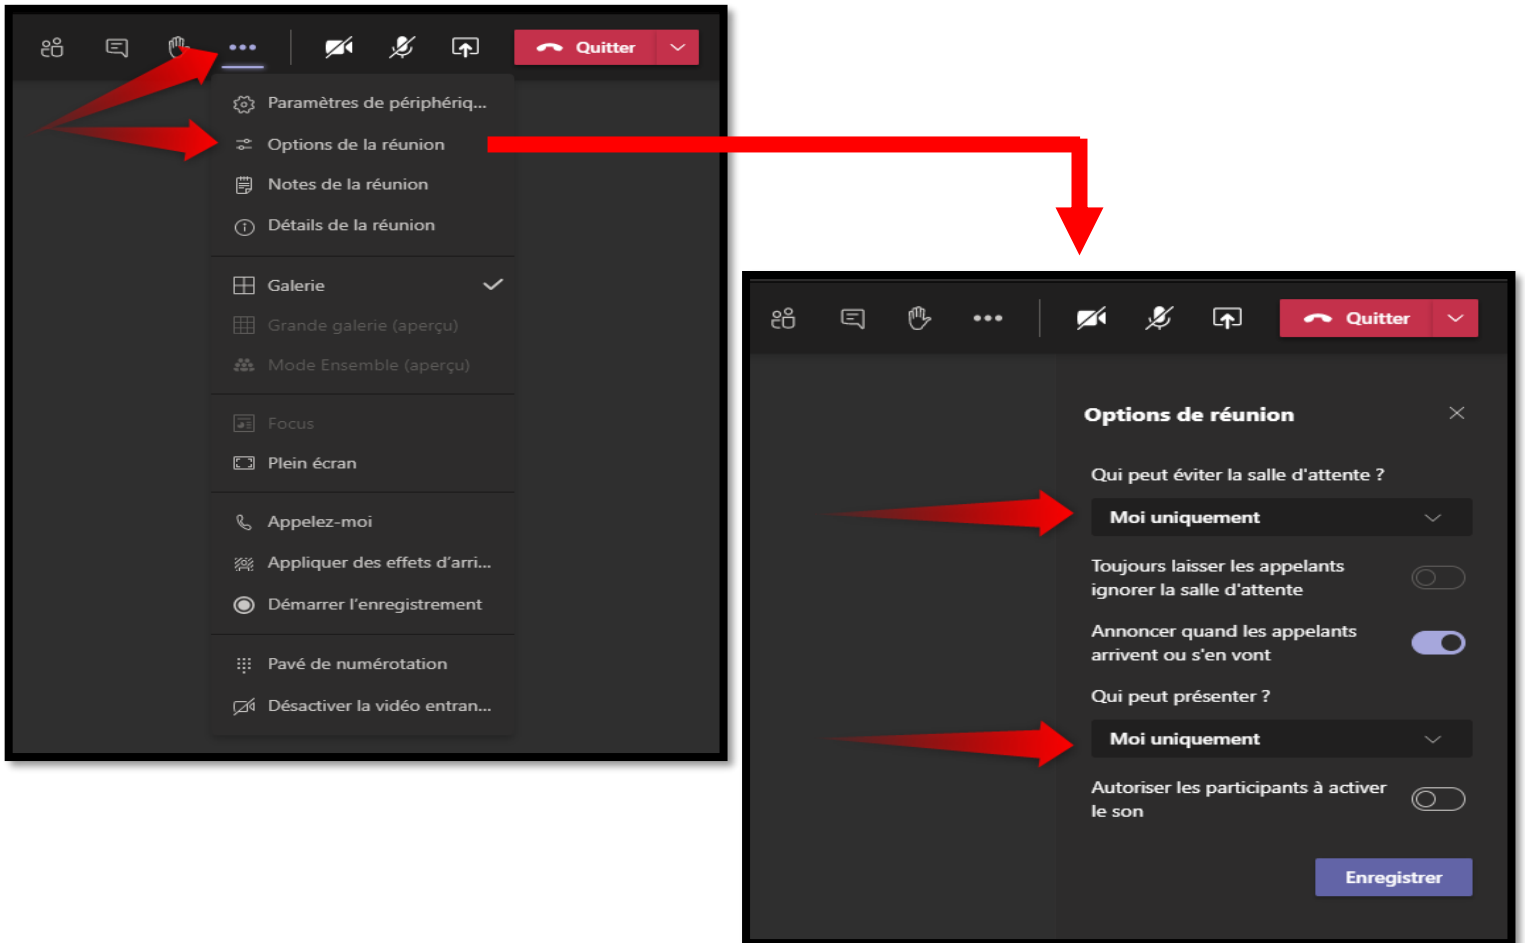 Quitter
Paramètres de périphériq...
Options de la réunion
Notes de la réunion
Détails de la réunion
Galerie
Grande galerie (aperçu)
Mode Ensemble (aperçu)
Focus
Plein écran
Appelez-moi
Appliquer des effets d'arri...
Démarrer l'enregistrement
Pavé de numérotation
Désactiver la vidéo entran...
Quitter
Options de réunion
Qui peut éviter la salle d'attente ?
Moi uniquement
Toujours laisser les appelants
ignorer la salle d'attente
Annoncer quand les appelants
arrivent ou s'en vont
Qui peut présenter ?
Moi uniquement
Autoriser les participants à activer
le son
Enregistrer